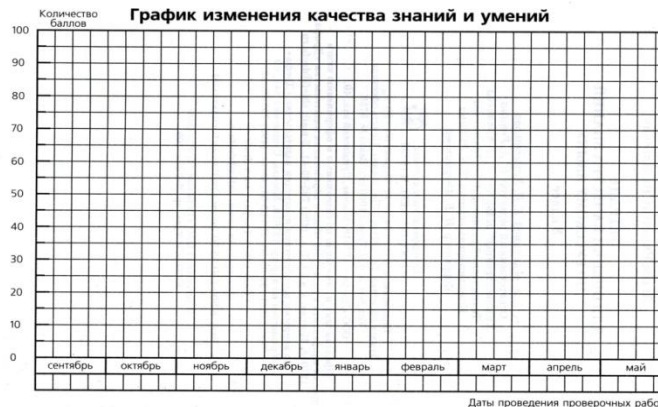 График изменения качества знаний и умений
Количество
баллов
100
90
80
70
60
50
40
30
20
10
0
сентябрь октябрь ноябрь декабрь январь февраль март апрель май
Даты проведения проверочных рабо